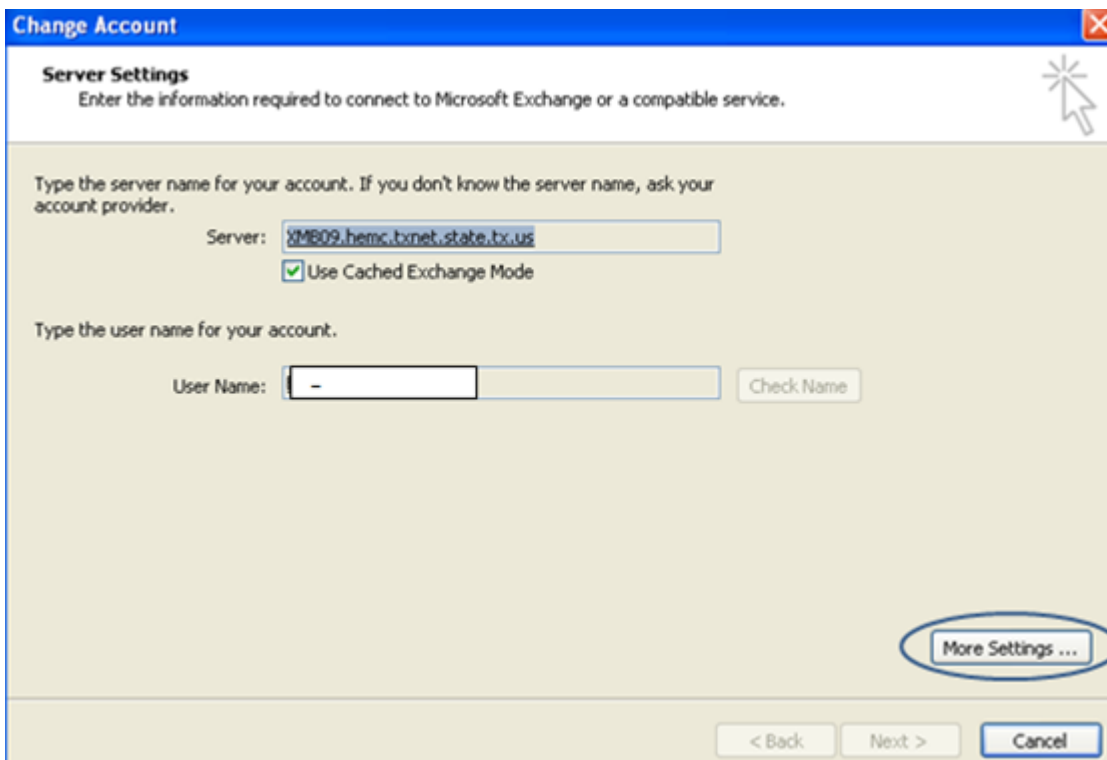 Change Account
Server Settings
Enter the information required to connect to Microsoft Exchange or a compatible service.
Type the server name for your account. If you don't know the server name, ask your
account provider.
Server: XMB09.hemc.txnet.state.tx.us
Use Cached Exchange Mode
Type the user name for your account.
User Name: Check Name
More Settings ...
< Back Next > Cancel